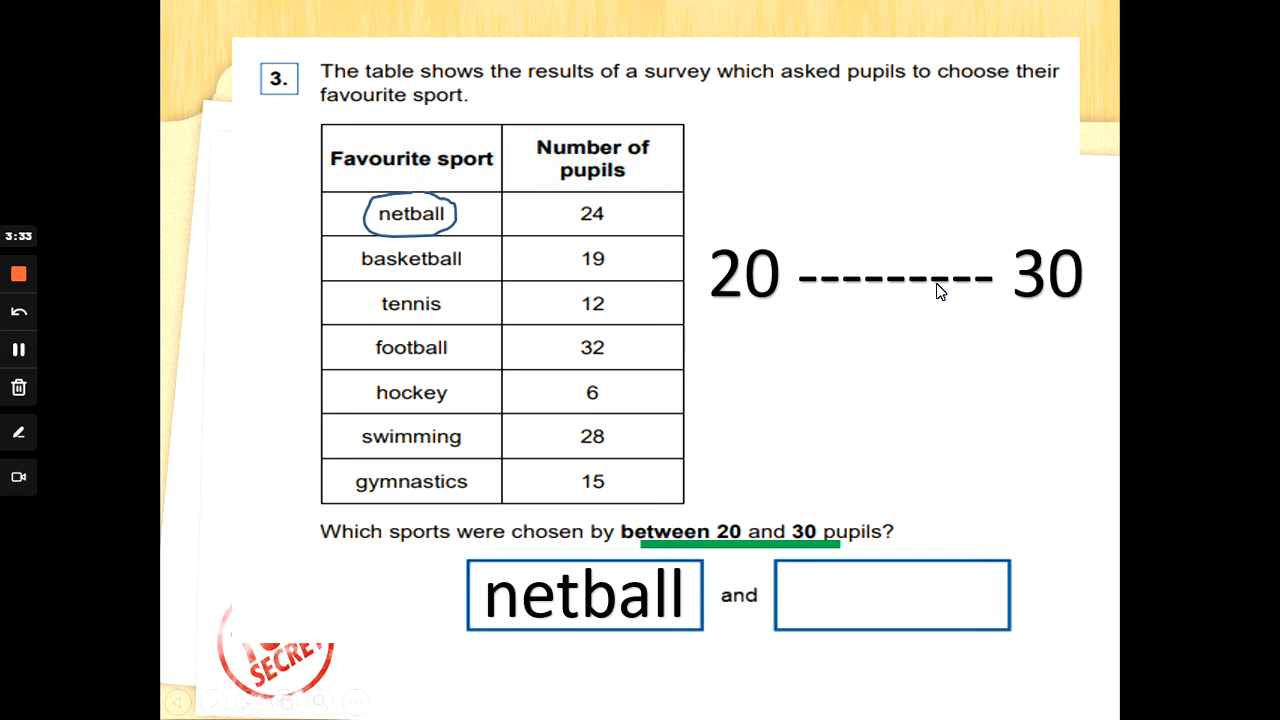 3.
The table shows the results of a survey which asked pupils to choose their
favourite sport.
Favourite sport Number of pupils
netball 24
basketball 19
tennis 12
football 32
hockey 6
swimming 28
gymnastics 15
20 --------- 30
Which sports were chosen by between 20 and 30 pupils?
netball and
SECRET
3:33